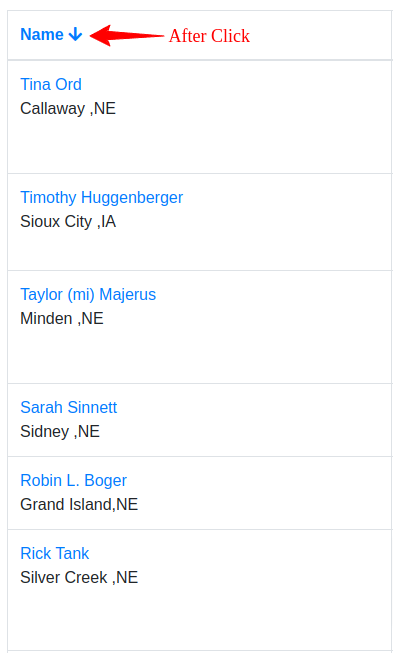 Name After Click
Tina Ord
Callaway ,NE
Timothy Huggenberger
Sioux City ,IA
Taylor (mi) Majerus
Minden ,NE
Sarah Sinnett
Sidney ,NE
Robin L. Boger
Grand Island,NE
Rick Tank
Silver Creek ,NE